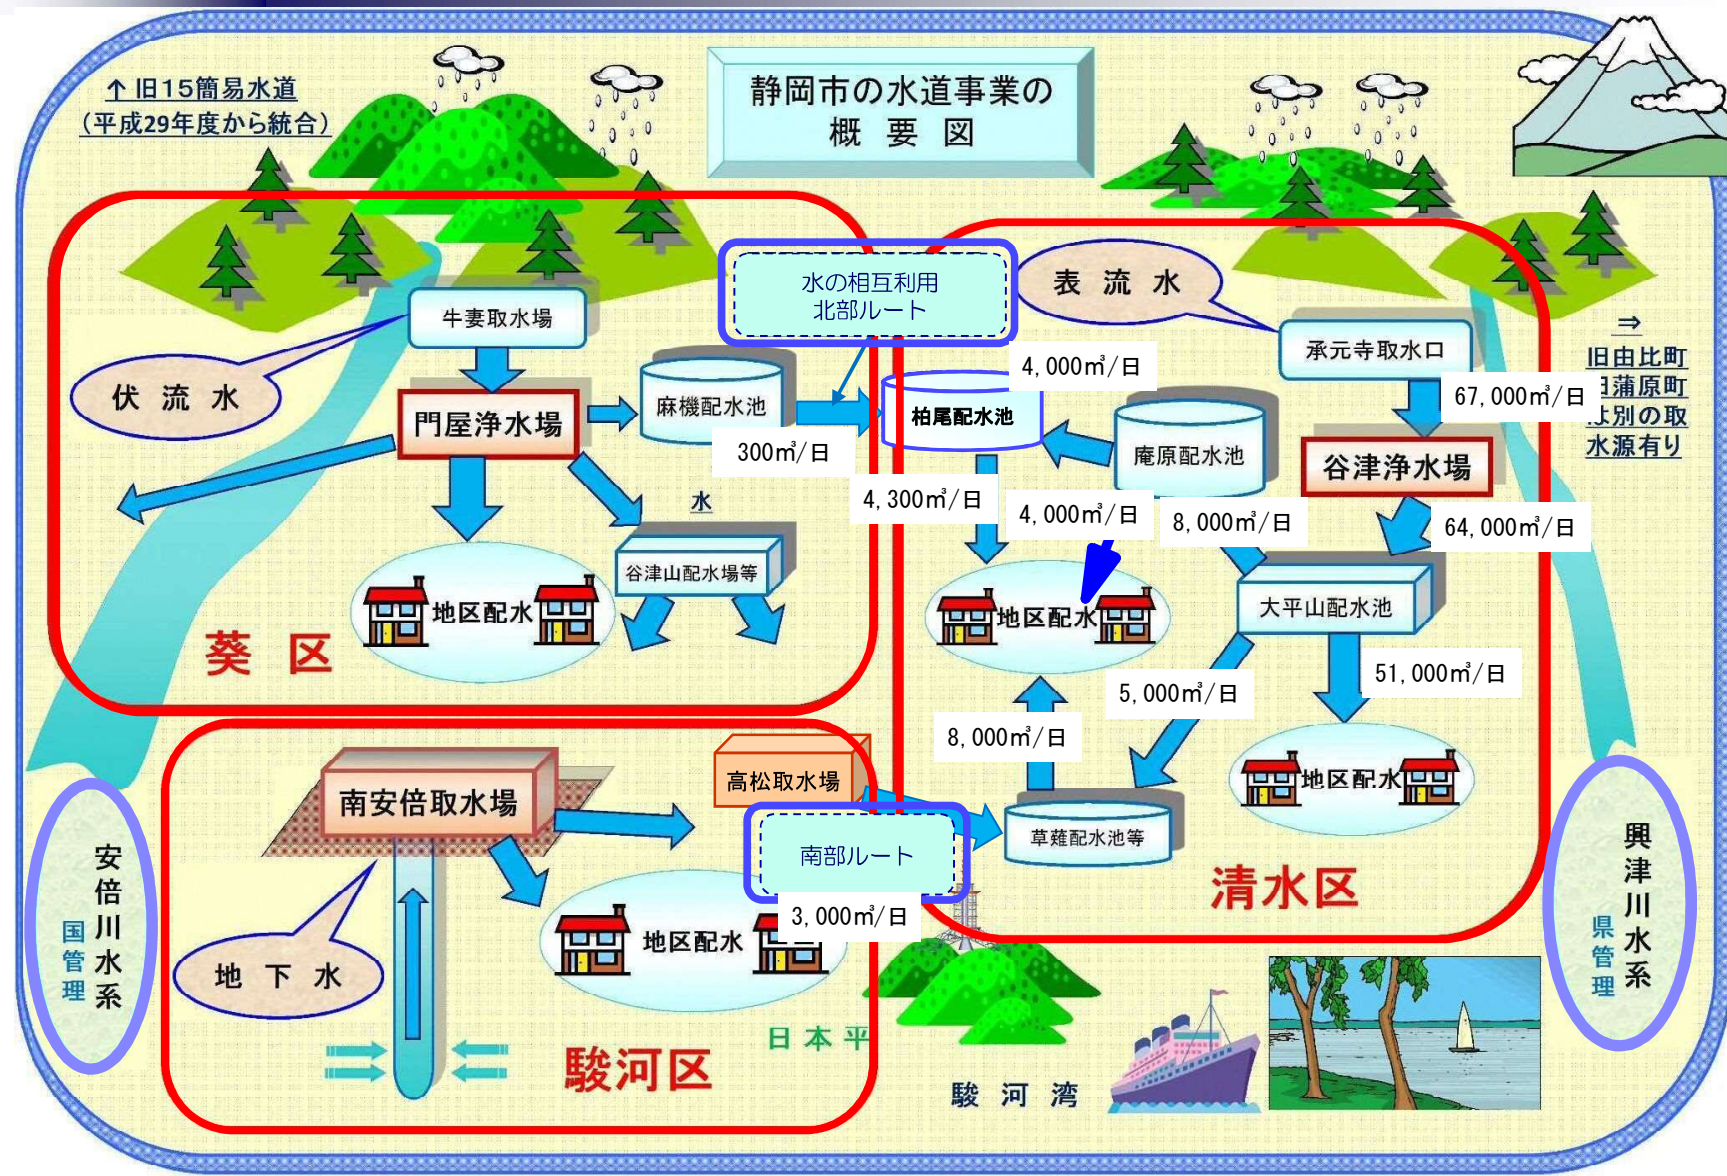 静岡市の水道事業の
概要図
↑旧15簡易水道
(平成29年度から統合)
水の相互利用
北部ルート
表流水
牛妻取水場
承元寺取水口
⇒
旧由比町
旧蒲原町
は別の取
水源有り
伏流水
門屋浄水場
麻機配水池
柏尾配水池
4,000㎥/日
67,000㎥/日
300㎥/日
庵原配水池
谷津浄水場
水
4,300㎥/日
4,000㎥/日
8,000㎥/日
64,000㎥/日
谷津山配水場等
地区配水
地区配水
大平山配水池
葵区
5,000㎥/日
51,000㎥/日
8,000㎥/日
高松取水場
地区配水
南安倍取水場
南部ルート
草薙配水池等
清水区
3,000㎥/日
地区配水
地下水
安倍川水系
国管理
興津川水系
県管理
日本平
駿河区
駿河湾